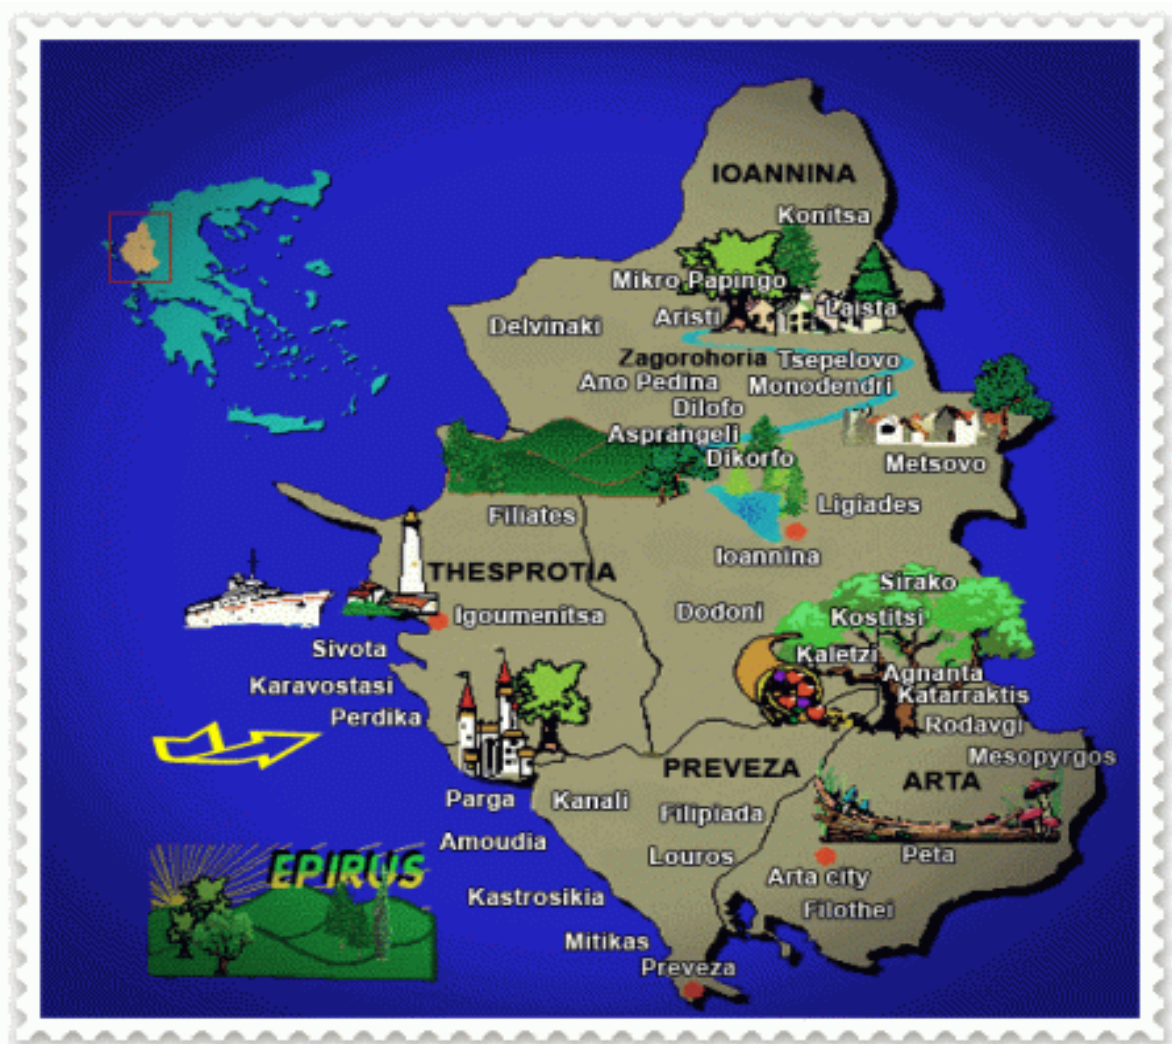 IOANNINA
Konitsa
Mikro Papingo
Laista
Aristi
Delvinaki
Zagorohoria Tsepelovo
Ano Pedina Monodendri
Dilofo
Asprangeli
Dikorfo
Metsovo
Ligiades
Filiates
Ioannina
THESPROTIA
Sirako
Igoumenitsa
Dodoni
Kostitsi
Sivota
Kaletzi
Agnanta
Karavostasi
Katarraktis
Perdika
Rodavgi
Mesopyrgos
PREVEZA
ARTA
Parga
Kanali
Filipiada
Amoudia
Louros
Peta
EPIRUS
Arta city
Kastrosikia
Filothei
Mitikas
Preveza